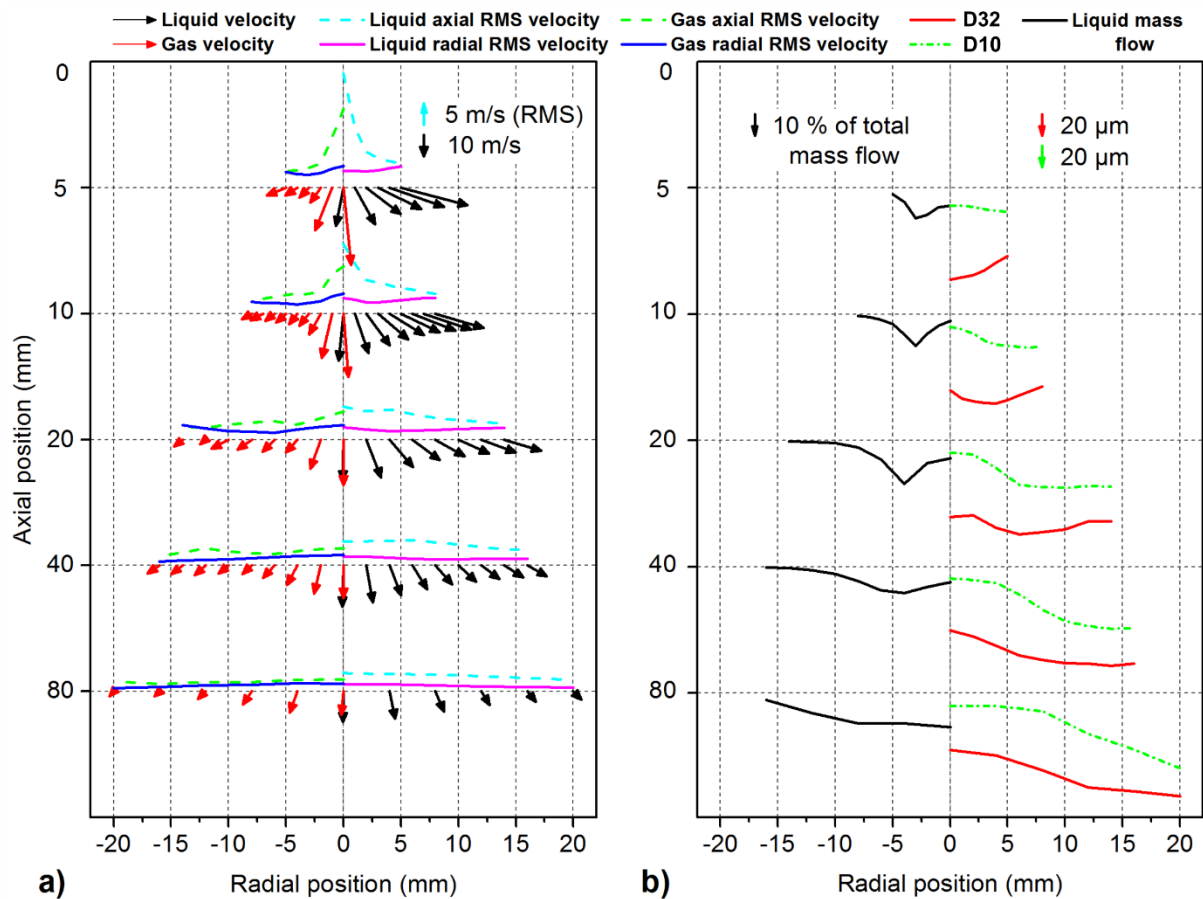 Liquid velocity Liquid axial RMS velocity Gas axial RMS velocity D32 Liquid mass
Gas velocity Liquid radial RMS velocity Gas radial RMS velocity D10 flow
0
5 m/s (RMS)
10 m/s
5
10
20
40
80
Axial position (mm)
-20 -15 -10 -5 0 5 10 15 20
a) Radial position (mm)
0
10 % of total
mass flow
20 µm
20 µm
5
10
20
40
80
-20 -15 -10 -5 0 5 10 15 20
b) Radial position (mm)